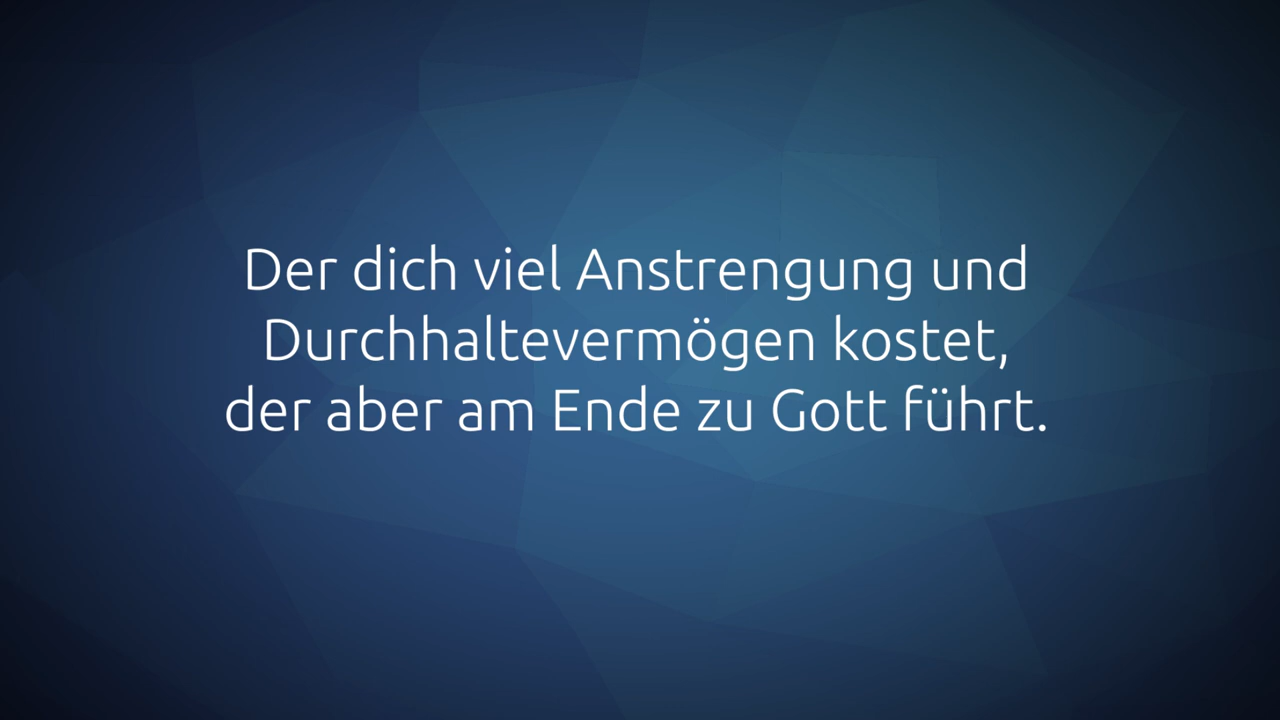 Der dich viel Anstrengung und
Durchhaltevermögen kostet,
der aber am Ende zu Gott führt.